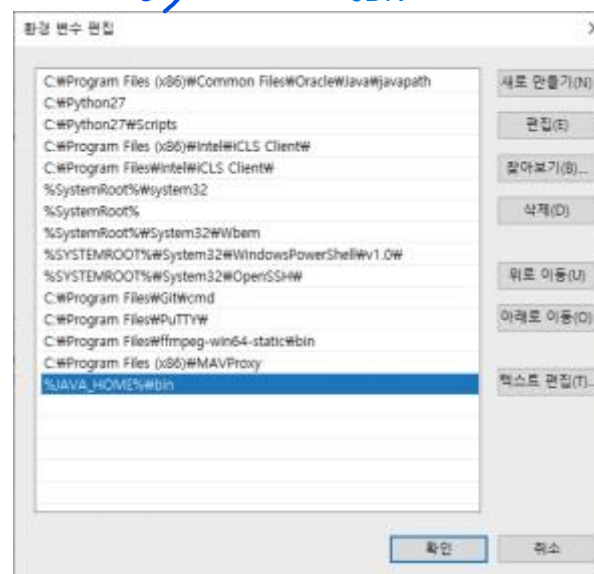 환경 변수 편집
C:₩Program Files (x86)₩Common Files₩Oracle₩Java₩javapath
C:₩Python27
C:₩Python27₩Scripts
C:₩Program Files (x86)₩Intel₩iCLS Client₩
C:₩Program Files₩Intel₩iCLS Client₩
%SystemRoot%₩system32
%SystemRoot%
%SystemRoot%₩System32₩Wbem
%SYSTEMROOT%₩System32₩WindowsPowerShell₩v1.0₩
%SYSTEMROOT%₩System32₩OpenSSH₩
C:₩Program Files₩Git₩cmd
C:₩Program Files₩PuTTY₩
C:₩Program Files₩ffmpeg-win64-static₩bin
C:₩Program Files (x86)₩MAVProxy
%JAVA_HOME%₩bin
새로 만들기(N)
편집(E)
찾아보기(B)...
삭제(D)
위로 이동(U)
아래로 이동(O)
텍스트 편집(T)...
확인
취소